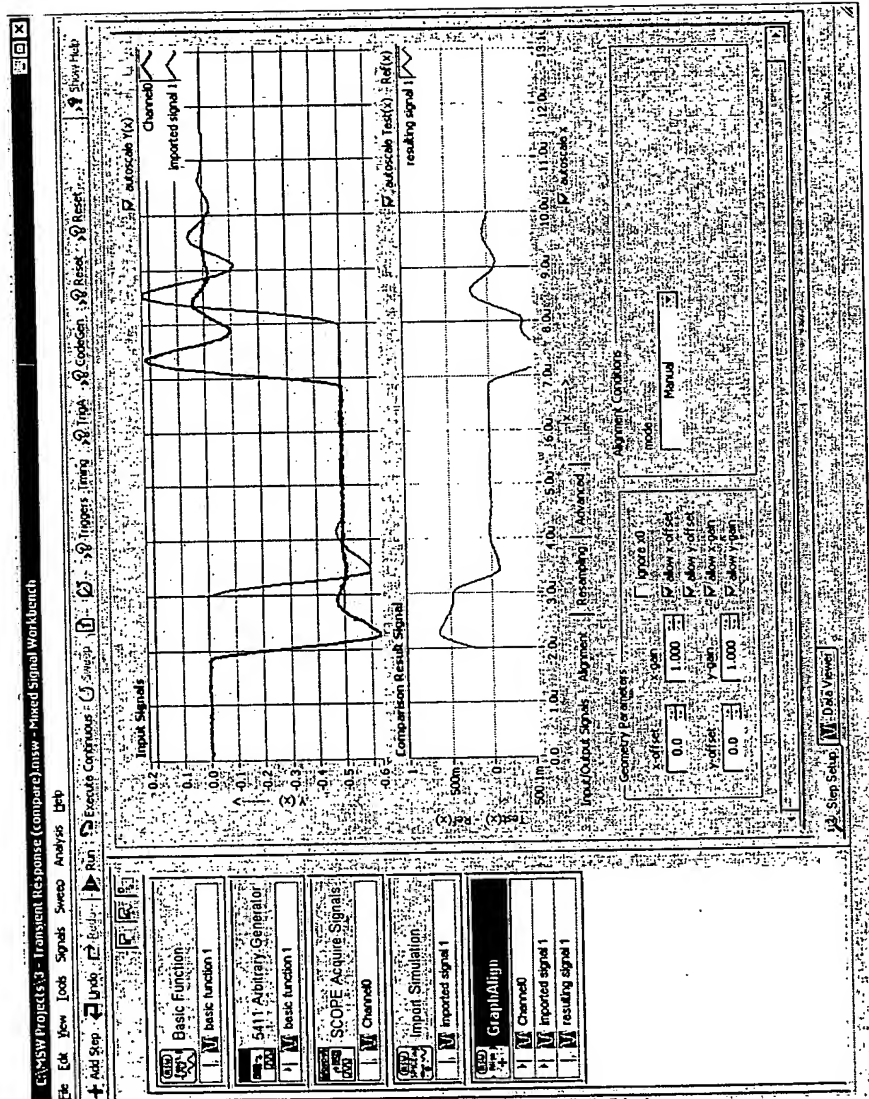 C:\MSW Projects\3 - Transient Response (compare).msw - Mixed Signal Workbench
File Edit View Tools Signals Sweep Analysis Help
Add Step Undo Redo Run Execute Continuous Sweep Triggers Timing TrigA CodeGen Reset Reset... Show Help
Basic Function
basic function 1
5411 Arbitrary Generator
basic function 1
SCOPE Acquire Signals
Channel0
Import Simulation
imported signal 1
GraphAlign
Channel0
imported signal 1
resulting signal 1
Input Signals
autoscale Y(x)
Channel0
imported signal 1
0.2
0.1
0.0
-0.1
-0.2
-0.3
-0.4
-0.5
-0.6
Y(x)
Comparison Result Signal
autoscale Test(x) - Ref(x)
resulting signal 1
1
500m
0
Test(x) - Ref(x)
0.0 1.0u 2.0u 3.0u 4.0u 5.0u 6.0u 7.0u 8.0u 9.0u 10.0u 11.0u 12.0u
autoscale x
Input/Output Signals Alignment Resampling Advanced
Geometry Parameters
x-offset x-gain
0.0 1.000
y-offset y-gain
0.0 1.000
ignore x0
allow x-offset
allow y-offset
allow x-gain
allow y-gain
Alignment Conditions
mode
Manual
Step Setup Data Viewer